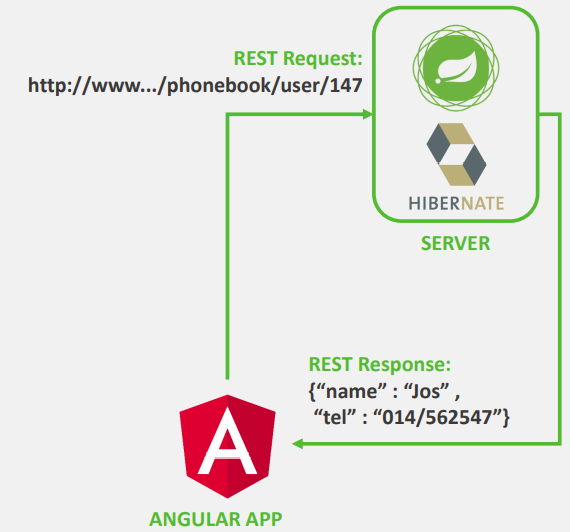 REST Request:
http://www.../phonebook/user/147
HIBERNATE
SERVER
REST Response:
{“name” : “Jos” ,
“tel” : “014/562547”}
A
ANGULAR APP